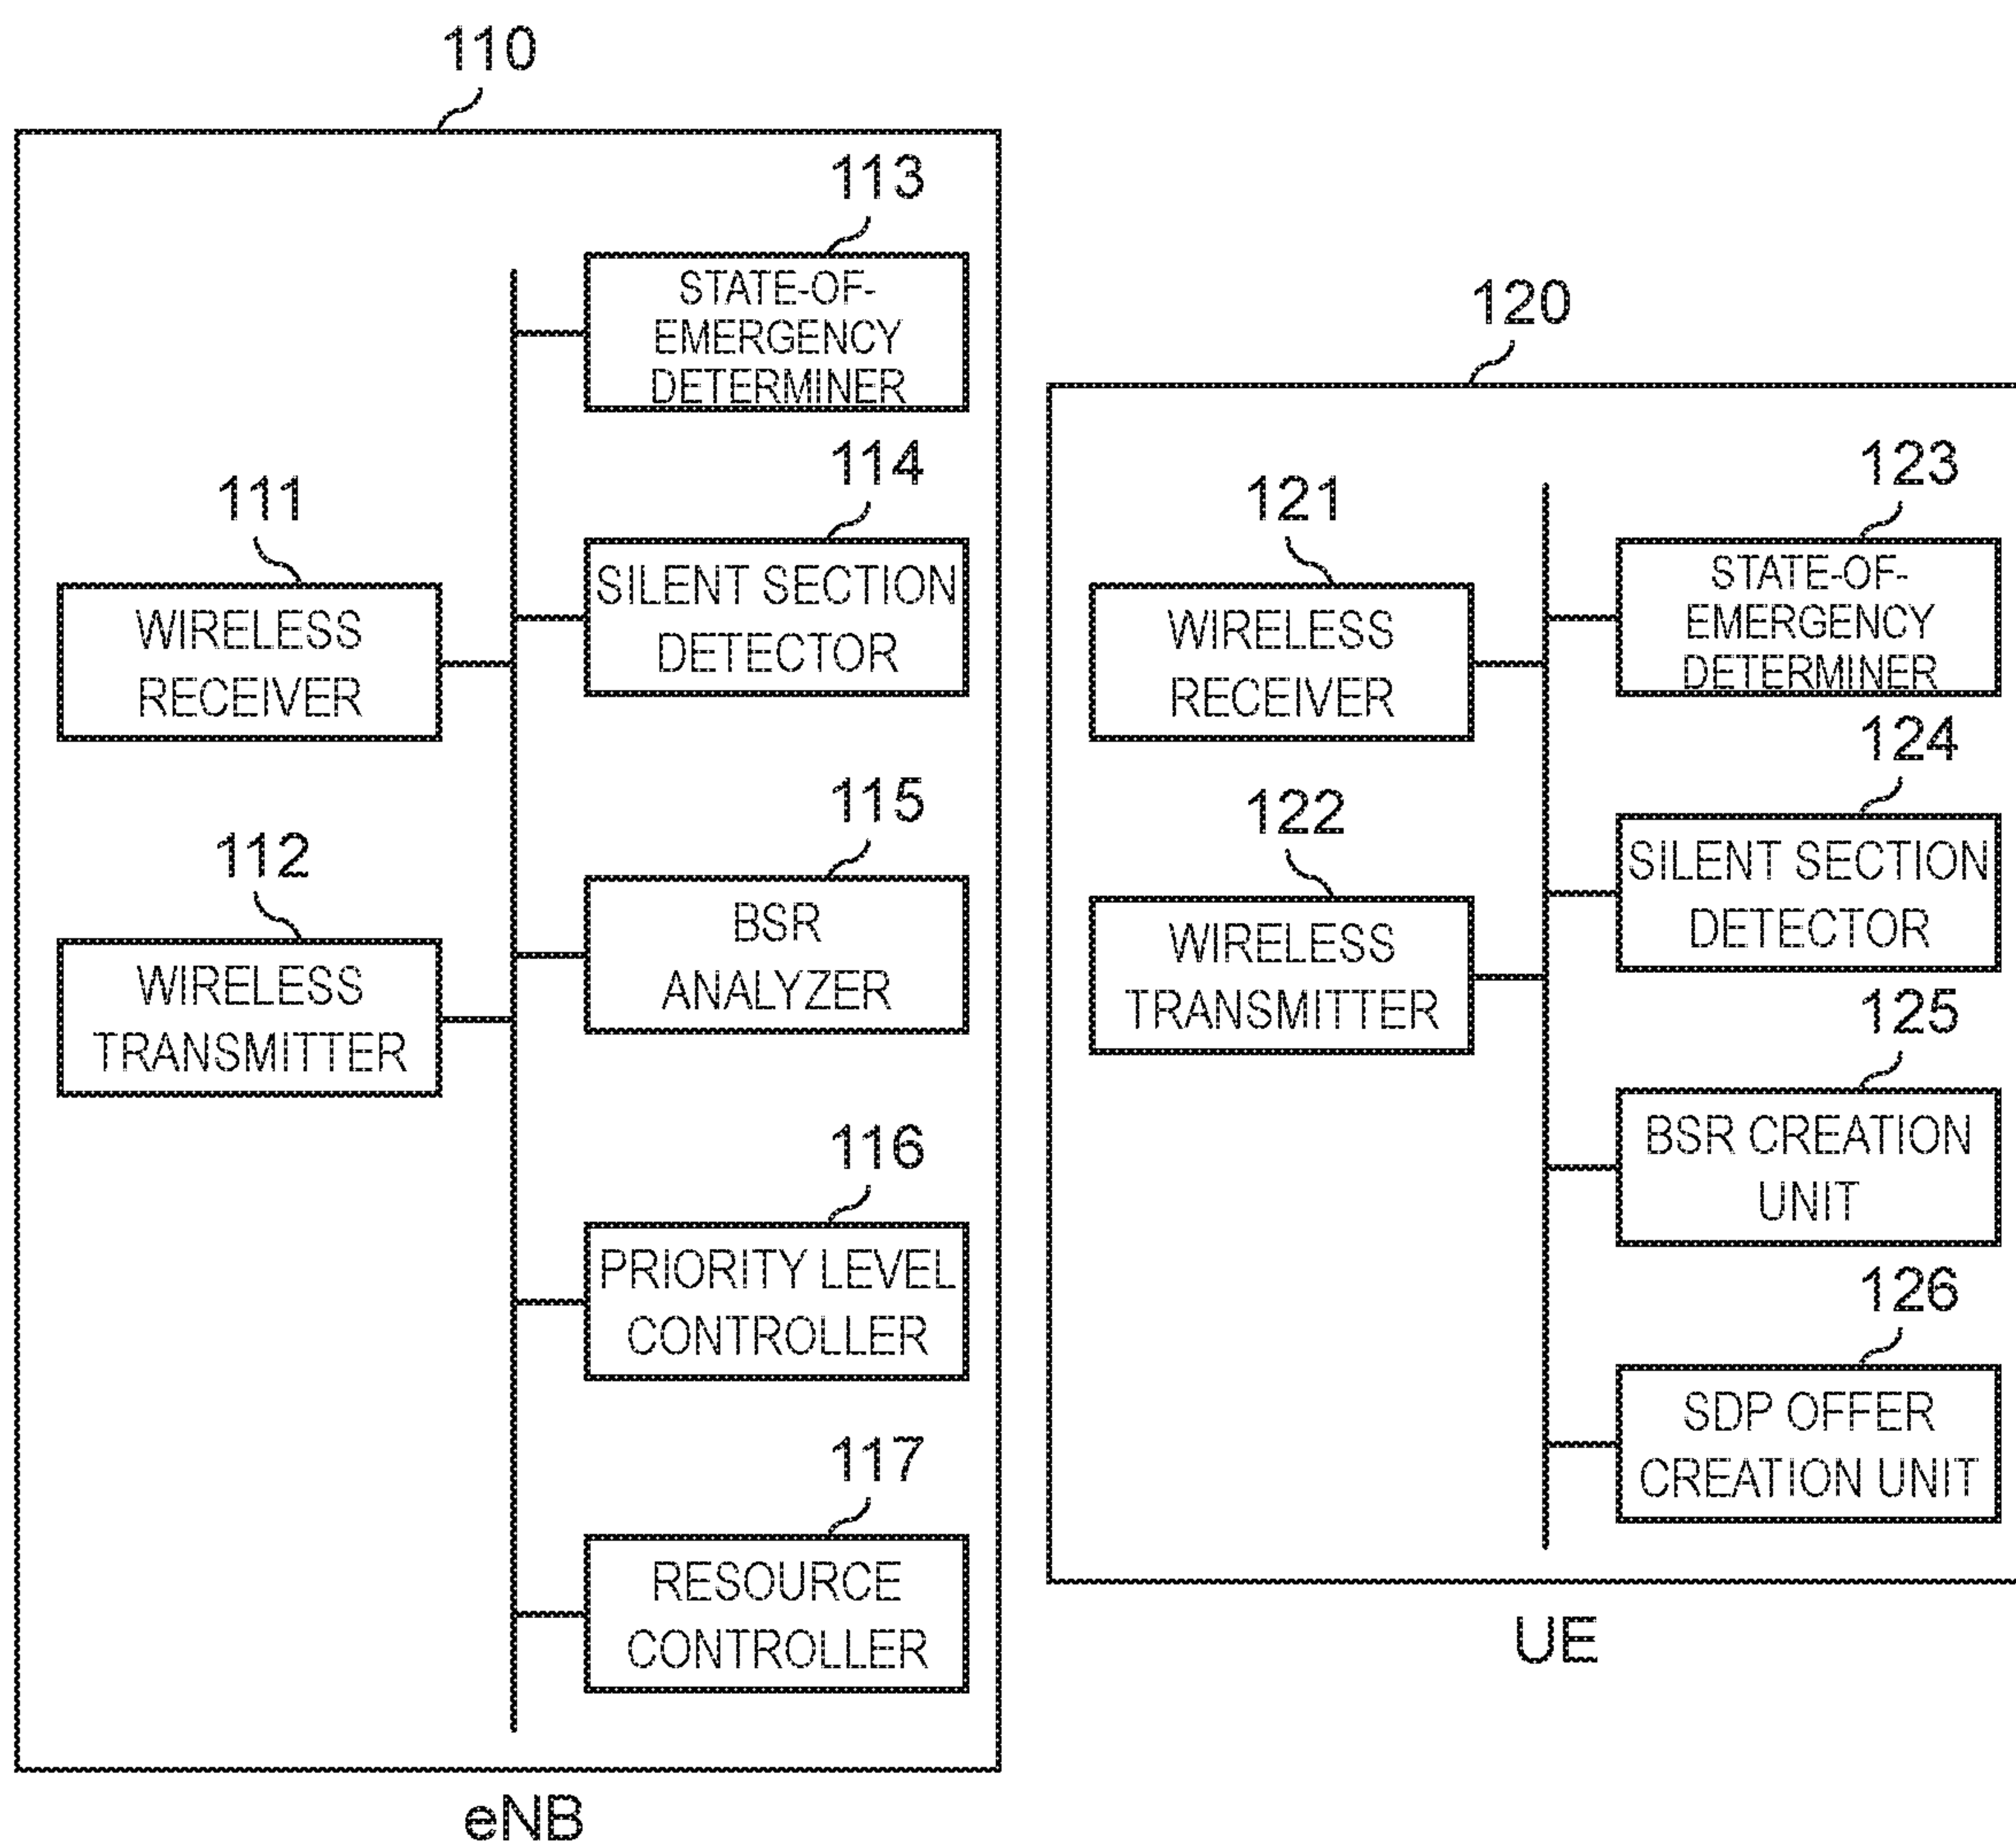 110
113
STATE-OF-
EMERGENCY
DETERMINER
114
SILENT SECTION
DETECTOR
111
WIRELESS
RECEIVER
115
BSR
ANALYZER
112
WIRELESS
TRANSMITTER
116
PRIORITY LEVEL
CONTROLLER
117
RESOURCE
CONTROLLER
eNB
120
123
STATE-OF-
EMERGENCY
DETERMINER
121
WIRELESS
RECEIVER
124
SILENT SECTION
DETECTOR
122
WIRELESS
TRANSMITTER
125
BSR CREATION
UNIT
126
SDP OFFER
CREATION UNIT
UE